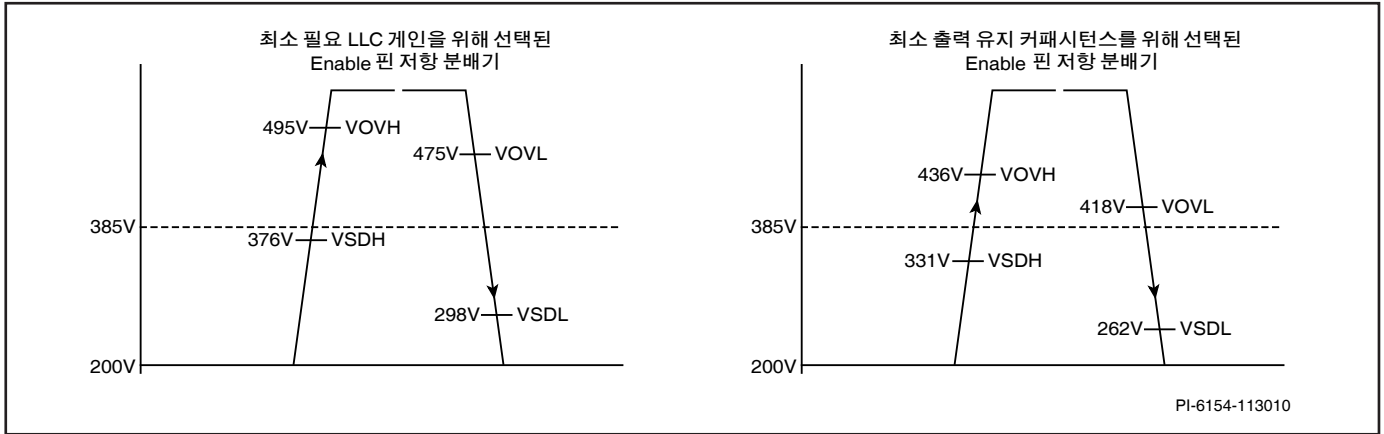 최소 필요 LLC 게인을 위해 선택된
Enable 핀 저항 분배기
495V VOVH
475V VOVL
385V
376V VSDH
298V VSDL
200V
최소 출력 유지 커패시턴스를 위해 선택된
Enable 핀 저항 분배기
436V VOVH
418V VOVL
385V
331V VSDH
262V VSDL
200V
PI-6154-113010